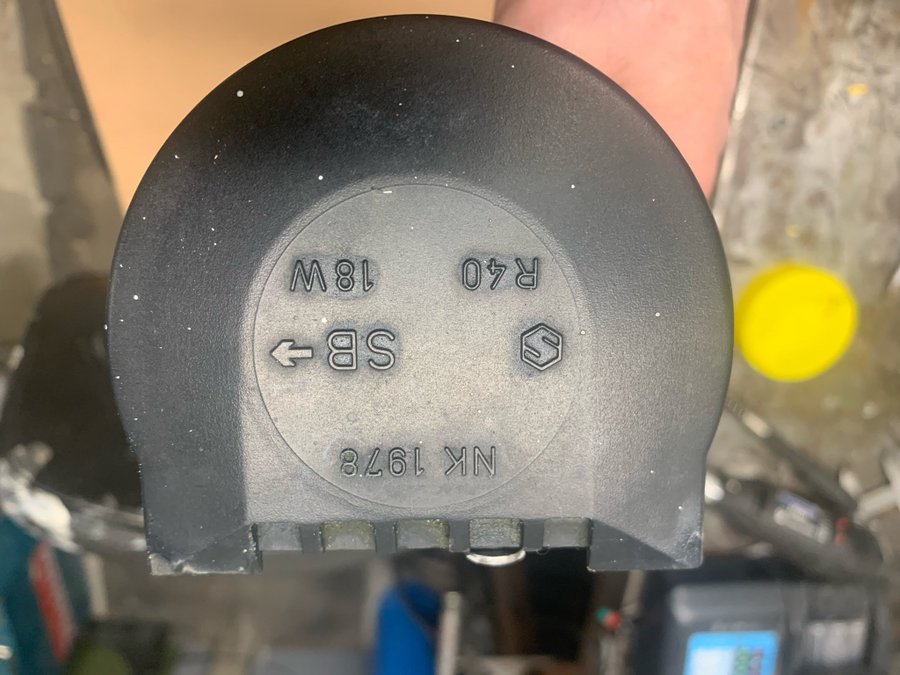 NK 1978
S SB →
R40 18W